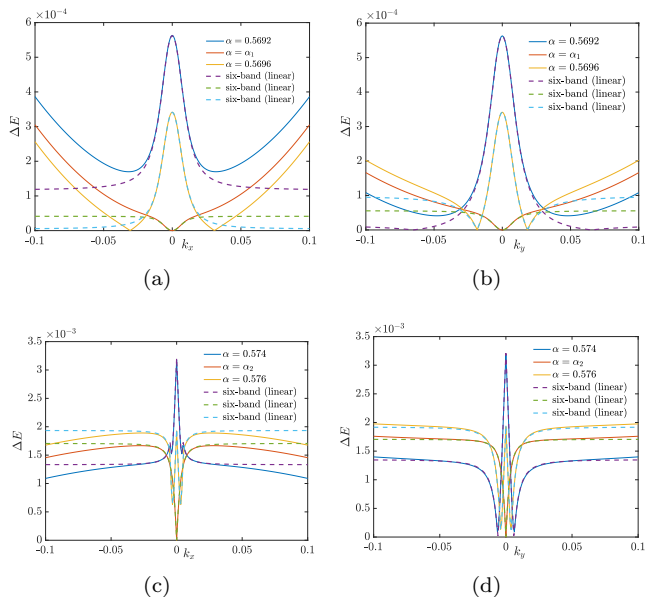 ×10⁻⁴
6
5
4
3
2
1
0
ΔE
α = 0.5692
α = α₁
α = 0.5696
six-band (linear)
six-band (linear)
six-band (linear)
-0.1 -0.05 0 0.05 0.1
kₓ
(a)
×10⁻⁴
6
5
4
3
2
1
0
ΔE
α = 0.5692
α = α₁
α = 0.5696
six-band (linear)
six-band (linear)
six-band (linear)
-0.1 -0.05 0 0.05 0.1
k_y
(b)
×10⁻³
3.5
3
2.5
2
1.5
1
0.5
0
ΔE
α = 0.574
α = α₂
α = 0.576
six-band (linear)
six-band (linear)
six-band (linear)
-0.1 -0.05 0 0.05 0.1
kₓ
(c)
×10⁻³
3.5
3
2.5
2
1.5
1
0.5
0
ΔE
α = 0.574
α = α₂
α = 0.576
six-band (linear)
six-band (linear)
six-band (linear)
-0.1 -0.05 0 0.05 0.1
k_y
(d)